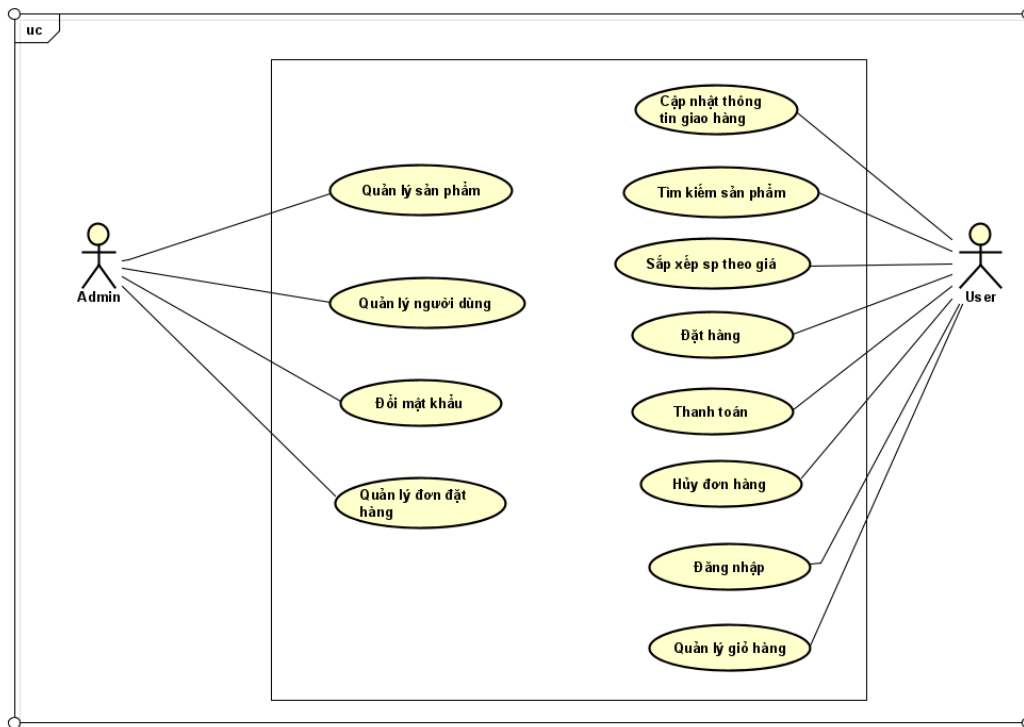 uc
Cập nhật thông
tin giao hàng
Quản lý sản phẩm
Tìm kiếm sản phẩm
Sắp xếp sp theo giá
Admin
User
Quản lý người dùng
Đặt hàng
Đổi mật khẩu
Thanh toán
Quản lý đơn đặt
hàng
Hủy đơn hàng
Đăng nhập
Quản lý giỏ hàng